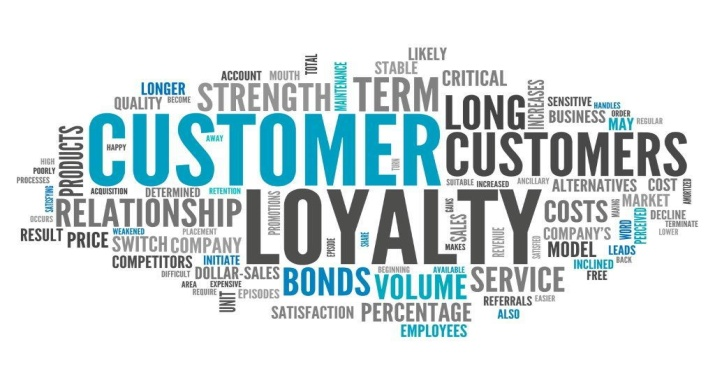 LIKELY
TOTAL
STABLE
ACCOUNT
MOUTH
CRITICAL
MAINTENANCE
LONGER
BECOME
QUALITY
STRENGTH
TERM
LONG
INCREASES
SENSITIVE
HANDLES
BUSINESS
ORDER
MAY
REGULAR
CUSTOMER
CUSTOMERS
AWAY
HAPPY
TURN
PRODUCTS
HIGH
POORLY
PROCESSES
ACQUISITION
DETERMINED
RETENTION
SUITABLE
INCREASED
ANCILLARY
ALTERNATIVES
COST
AMORTIZED
SATISFYING
OCCURS
RELATIONSHIP
PROMOTIONS
LOYALTY
GAINS
SALES
MAKES
REVENUE
SATISFIED
COSTS
MAKING
MARKET
DECLINE
TERMINATE
LOWER
WORD
PERCEIVED
RESULT
PRICE
WEAKENED
PLACEMENT
SWITCH
COMPANY
EPISODE
SHARE
COMPANY'S
MODEL
LEADS
BACK
COMPETITORS
INITIATE
INCLINED
FREE
DIFFICULT
DOLLAR-SALES
BONDS
BEGINNING
AVAILABLE
VOLUME
SERVICE
AREA
EXPENSIVE
REQUIRE
UNIT
EPISODES
REFERRALS
EASIER
ALSO
SATISFACTION
PERCENTAGE
EMPLOYEES